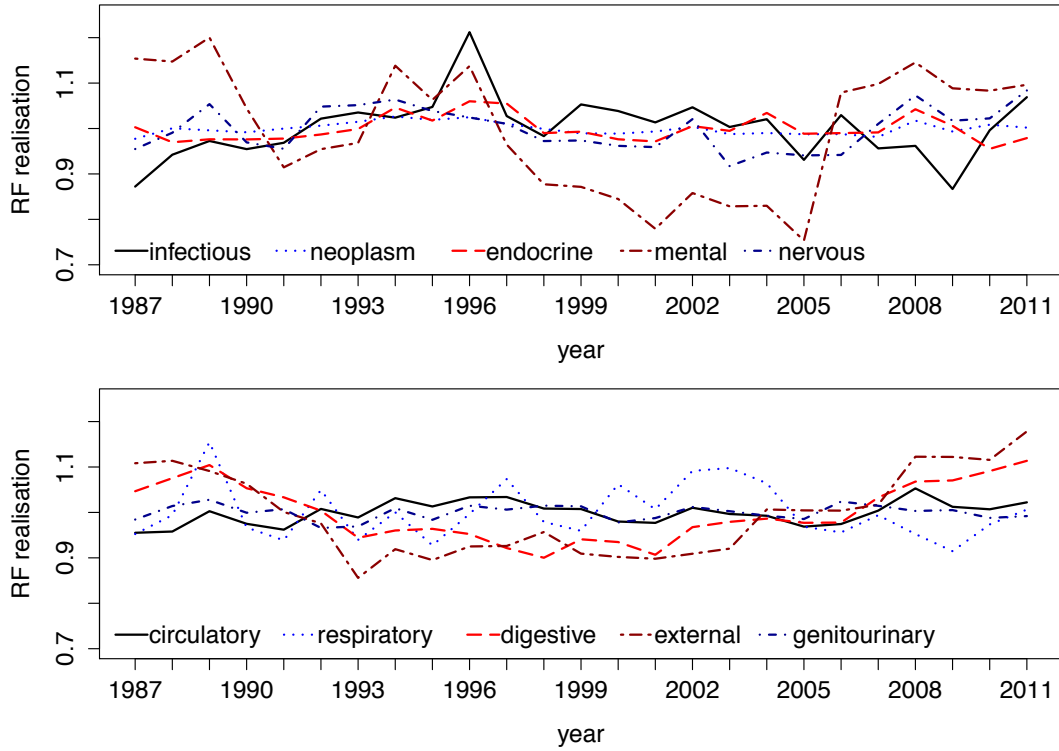 RF realisation
1.1
0.9
0.7
infectious neoplasm endocrine mental nervous
1987 1990 1993 1996 1999 2002 2005 2008 2011
year
RF realisation
1.1
0.9
0.7
circulatory respiratory digestive external genitourinary
1987 1990 1993 1996 1999 2002 2005 2008 2011
year